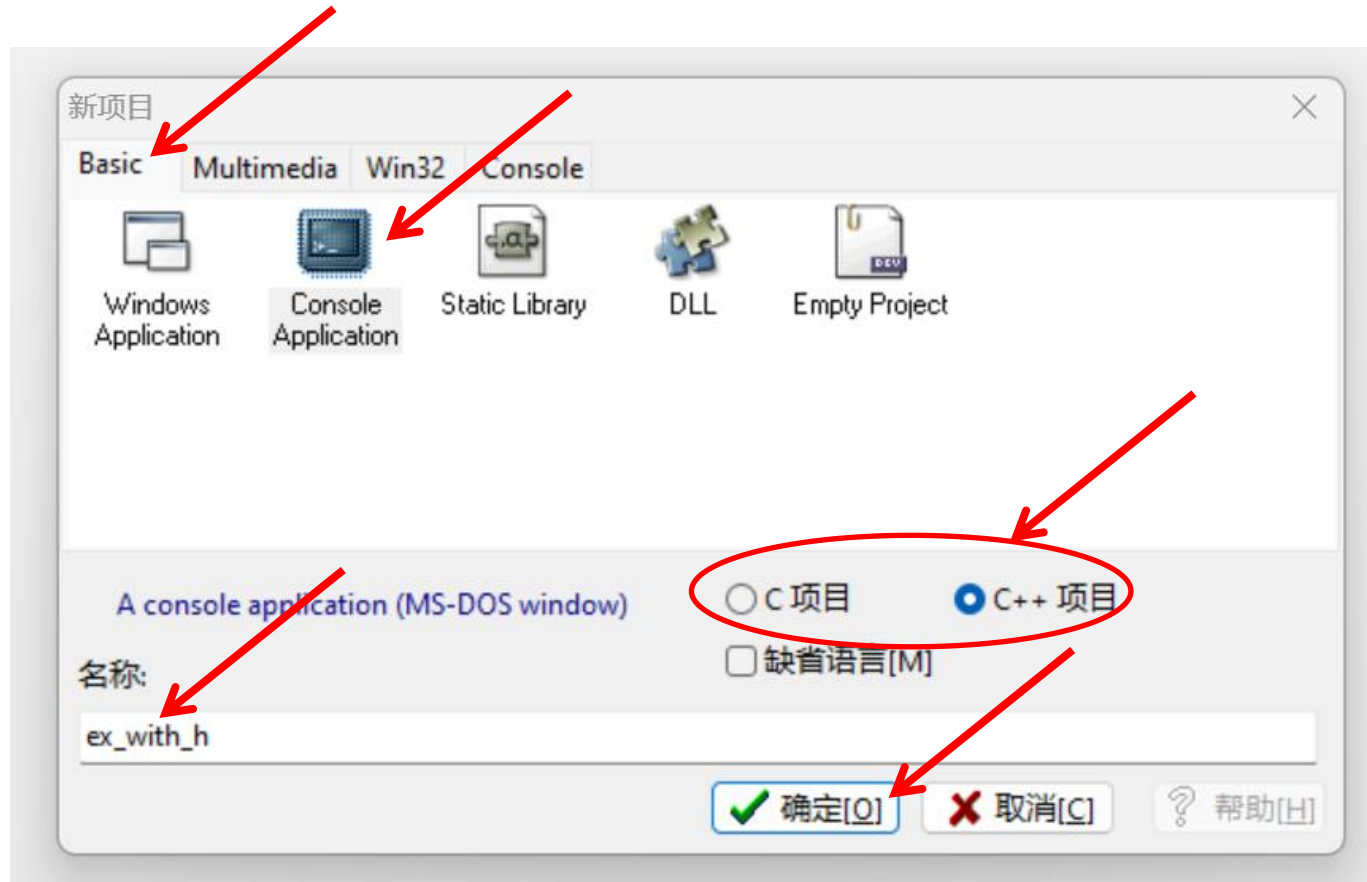 新项目
Basic Multimedia Win32 Console
Windows Application
Console Application
Static Library
DLL
Empty Project
A console application (MS-DOS window)
C 项目
C++ 项目
缺省语言[M]
名称:
ex_with_h
确定[O]
取消[C]
帮助[H]